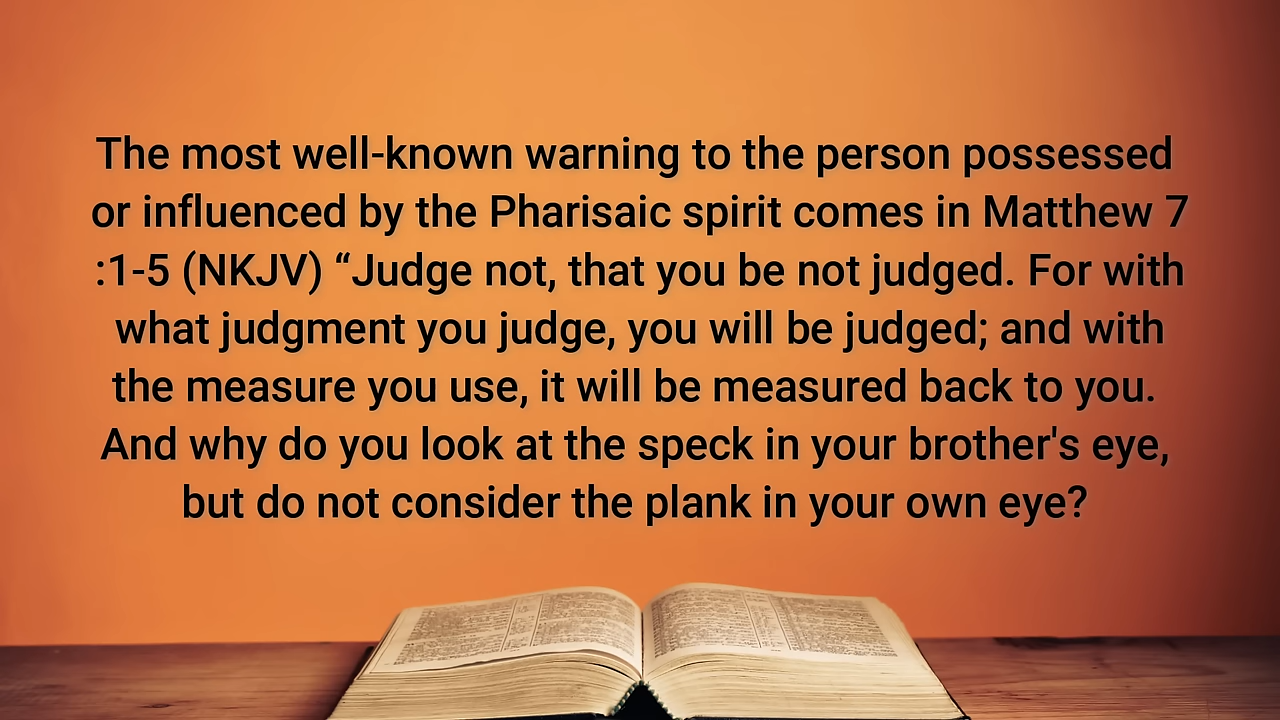 The most well-known warning to the person possessed
or influenced by the Pharisaic spirit comes in Matthew 7
:1-5 (NKJV) “Judge not, that you be not judged. For with
what judgment you judge, you will be judged; and with
the measure you use, it will be measured back to you.
And why do you look at the speck in your brother's eye,
but do not consider the plank in your own eye?